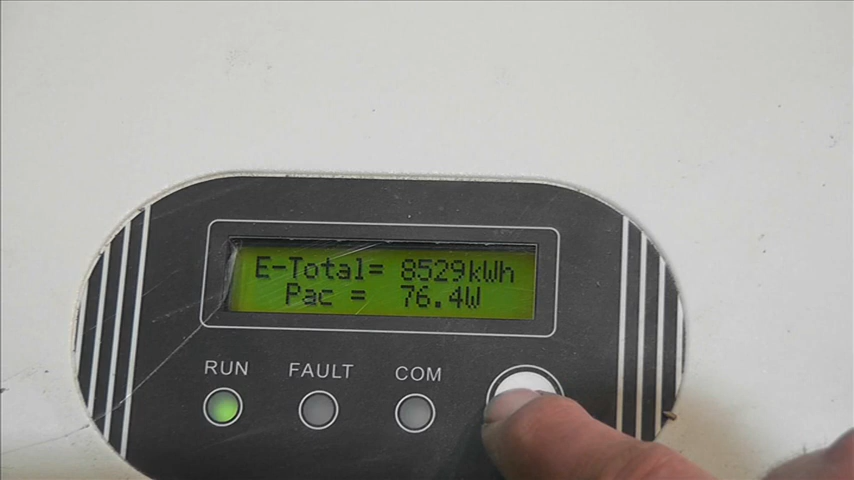 E-Total= 8529kWh
Pac = 76.4W
RUN FAULT COM